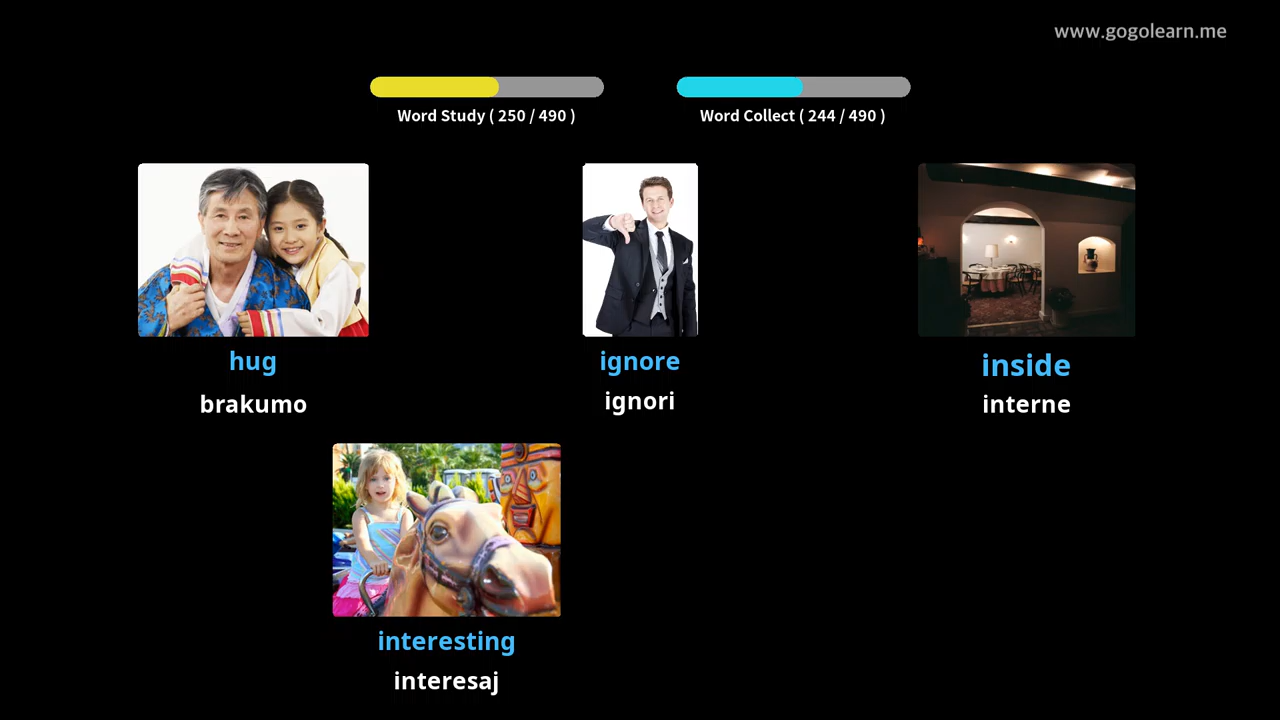 www.gogolearn.me
Word Study ( 250 / 490 )
Word Collect ( 244 / 490 )
hug
brakumo
ignore
ignori
inside
interne
interesting
interesaj